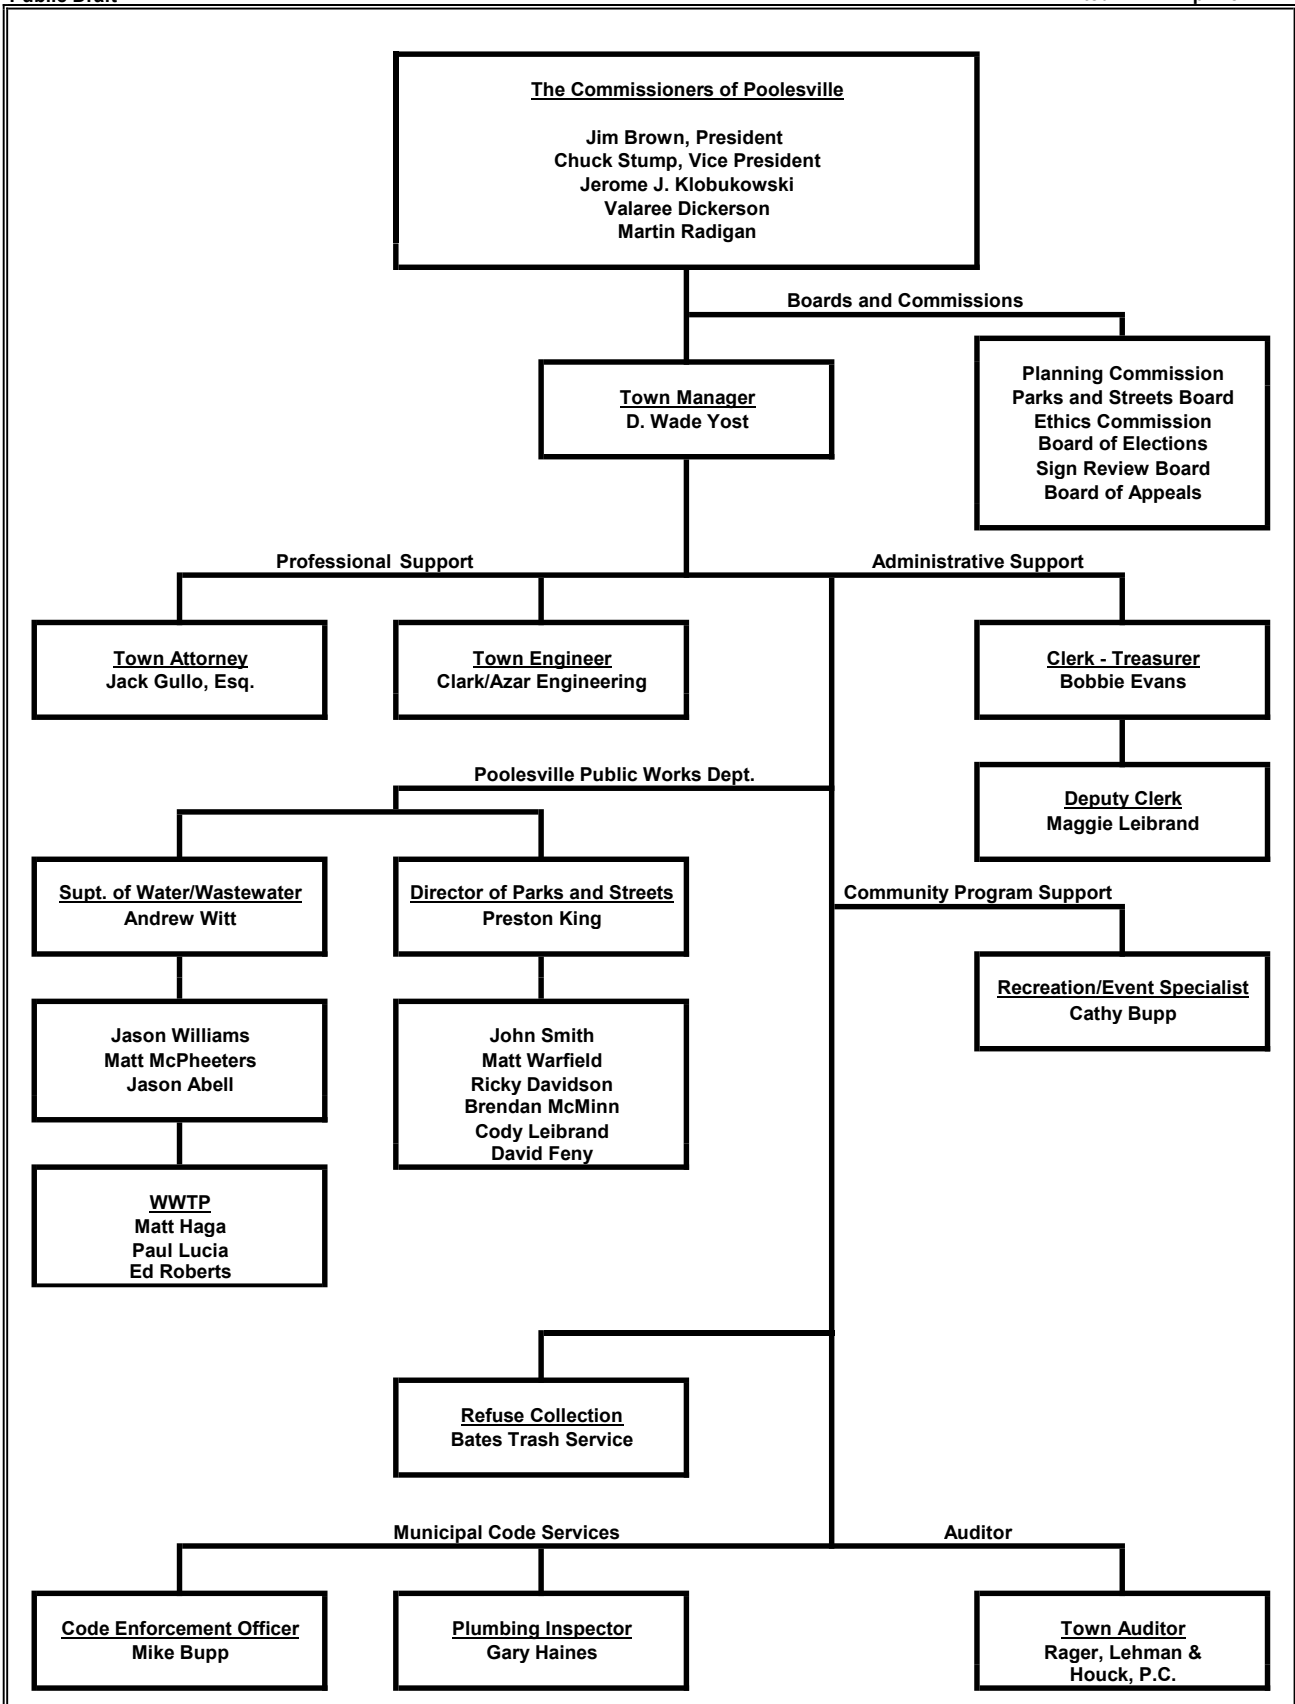 Public Draft
The Commissioners of Poolesville
Jim Brown, President
Chuck Stump, Vice President
Jerome J. Klobukowski
Valaree Dickerson
Martin Radigan
Boards and Commissions
Town Manager
D. Wade Yost
Planning Commission
Parks and Streets Board
Ethics Commission
Board of Elections
Sign Review Board
Board of Appeals
Professional Support
Administrative Support
Town Attorney
Jack Gullo, Esq.
Town Engineer
Clark/Azar Engineering
Clerk - Treasurer
Bobbie Evans
Poolesville Public Works Dept.
Deputy Clerk
Maggie Leibrand
Supt. of Water/Wastewater
Andrew Witt
Director of Parks and Streets
Preston King
Community Program Support
Recreation/Event Specialist
Cathy Bupp
Jason Williams
Matt McPheeters
Jason Abell
John Smith
Matt Warfield
Ricky Davidson
Brendan McMinn
Cody Leibrand
David Feny
WWTP
Matt Haga
Paul Lucia
Ed Roberts
Refuse Collection
Bates Trash Service
Municipal Code Services
Auditor
Code Enforcement Officer
Mike Bupp
Plumbing Inspector
Gary Haines
Town Auditor
Rager, Lehman &
Houck, P.C.